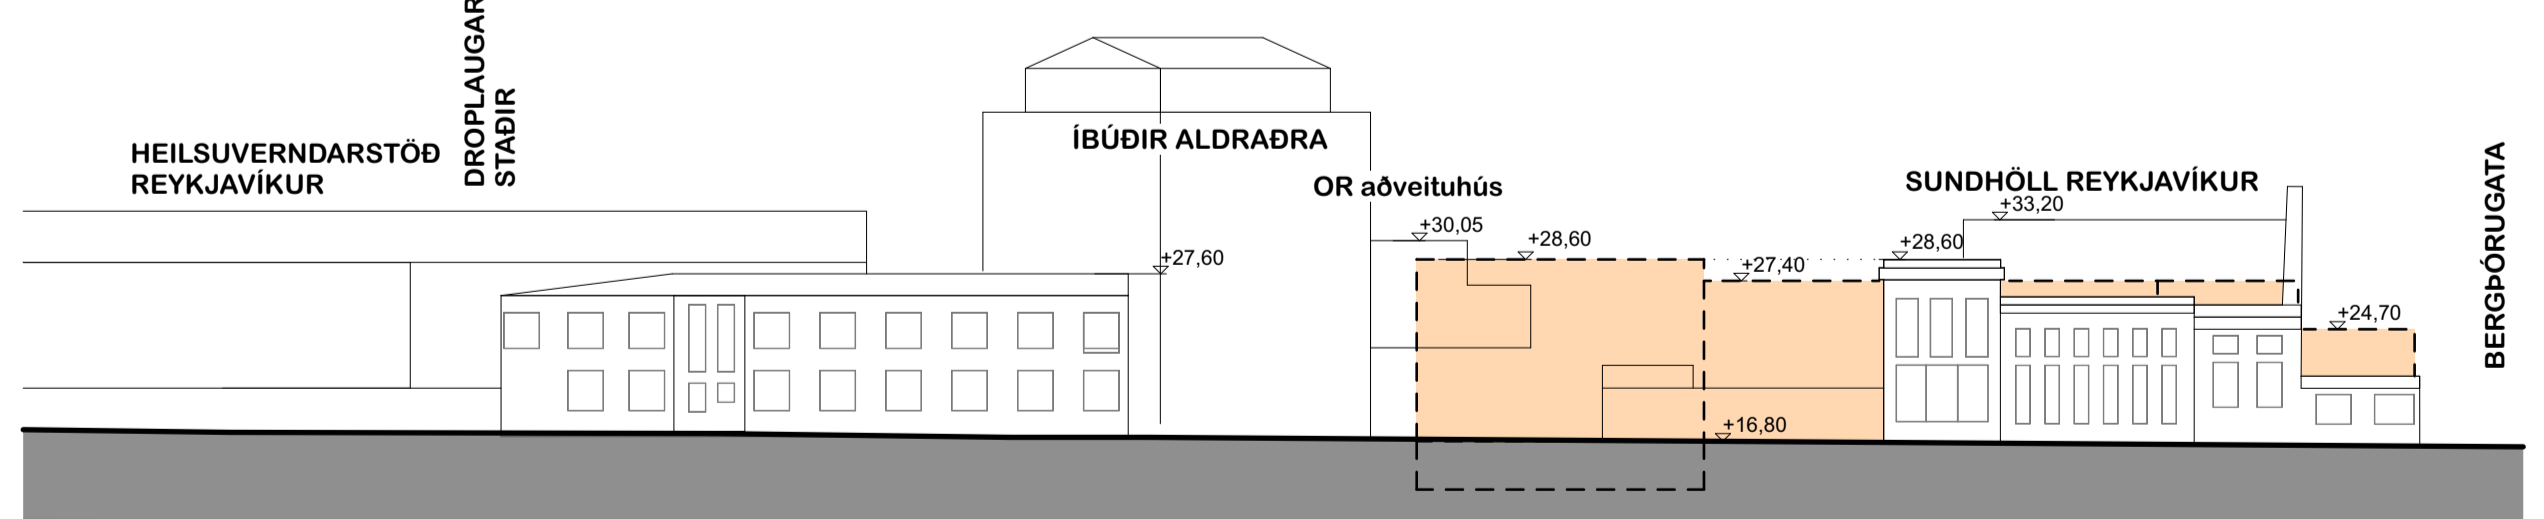 HEILSUVERNDARSTÖÐ
REYKJAVÍKUR
DROPLAUGAR
STAÐIR
ÍBÚÐIR ALDRAÐRA
OR aðveituhús
SUNDHÖLL REYKJAVÍKUR
BERGÞÓRUGATA
+33,20
+30,05
+28,60
+28,60
+27,60
+27,40
+24,70
+16,80